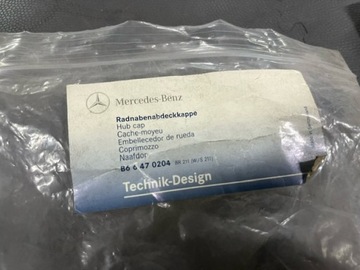 Mercedes-Benz
Radnabenabdeckkappe
Hub cap
Cache-moyeu
Embellecedor de rueda
Coprimozzo
Naafdop
B6 6 47 0204
Technik-Design